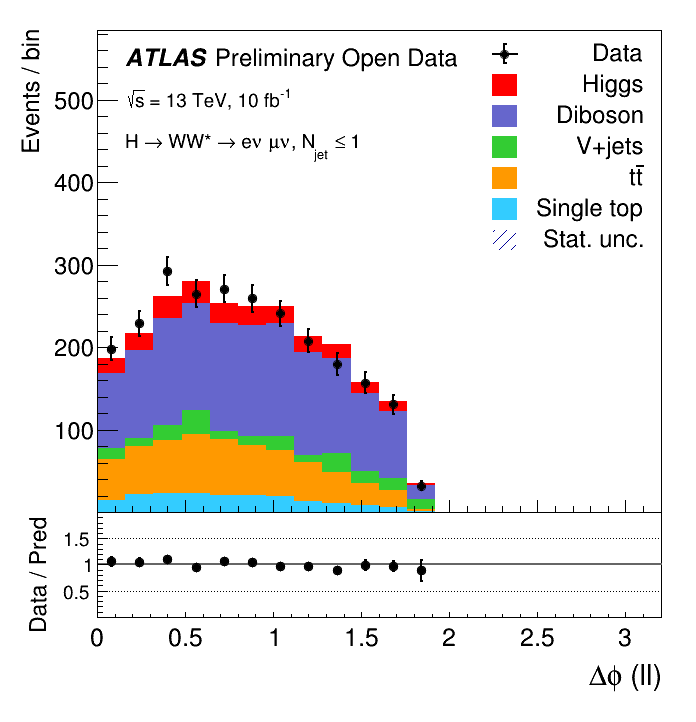 ATLAS Preliminary Open Data
√s = 13 TeV, 10 fb⁻¹
H → WW* → eν μν, N_jet ≤ 1
Data
Higgs
Diboson
V+jets
tt̅
Single top
Stat. unc.
Events / bin
500
400
300
200
100
Data / Pred
1.5
1
0.5
0 0.5 1 1.5 2 2.5 3
Δϕ (ll)